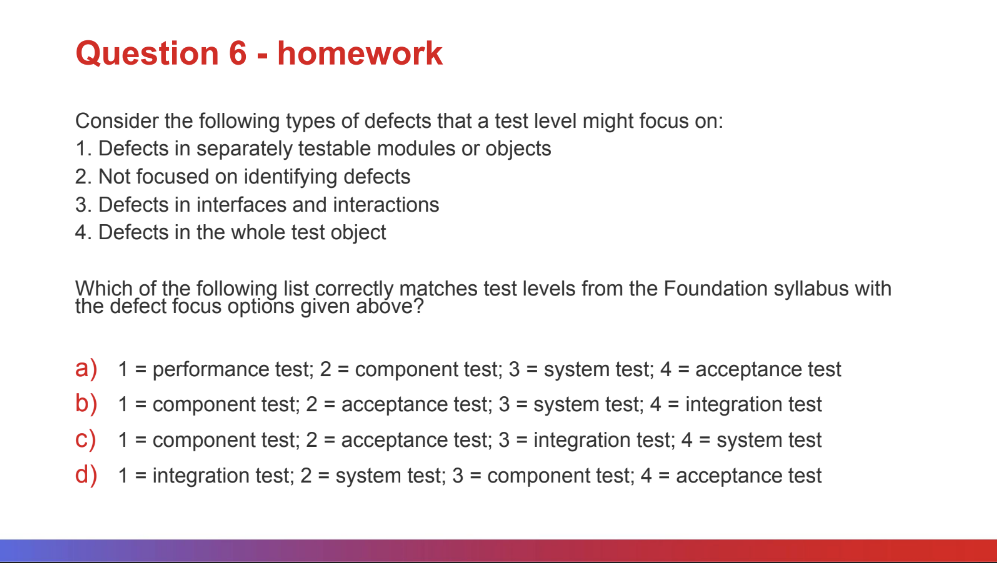 Question 6 - homework
Consider the following types of defects that a test level might focus on:
1. Defects in separately testable modules or objects
2. Not focused on identifying defects
3. Defects in interfaces and interactions
4. Defects in the whole test object
Which of the following list correctly matches test levels from the Foundation syllabus with
the defect focus options given above?
a) 1 = performance test; 2 = component test; 3 = system test; 4 = acceptance test
b) 1 = component test; 2 = acceptance test; 3 = system test; 4 = integration test
c) 1 = component test; 2 = acceptance test; 3 = integration test; 4 = system test
d) 1 = integration test; 2 = system test; 3 = component test; 4 = acceptance test